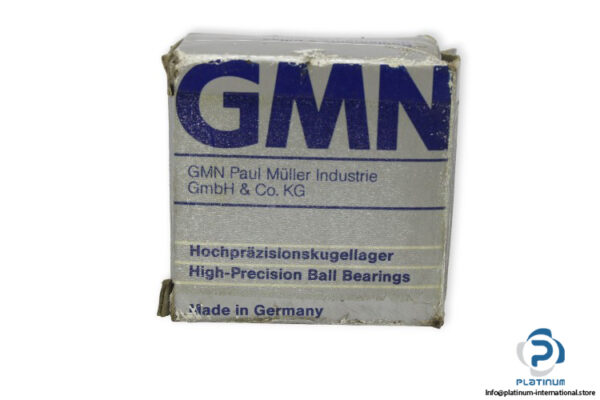 GMN
GMN Paul Müller Industrie
GmbH & Co. KG
Hochpräzisionskugellager
High-Precision Ball Bearings
Made in Germany
PLATINUM
Info@platinum-international.store